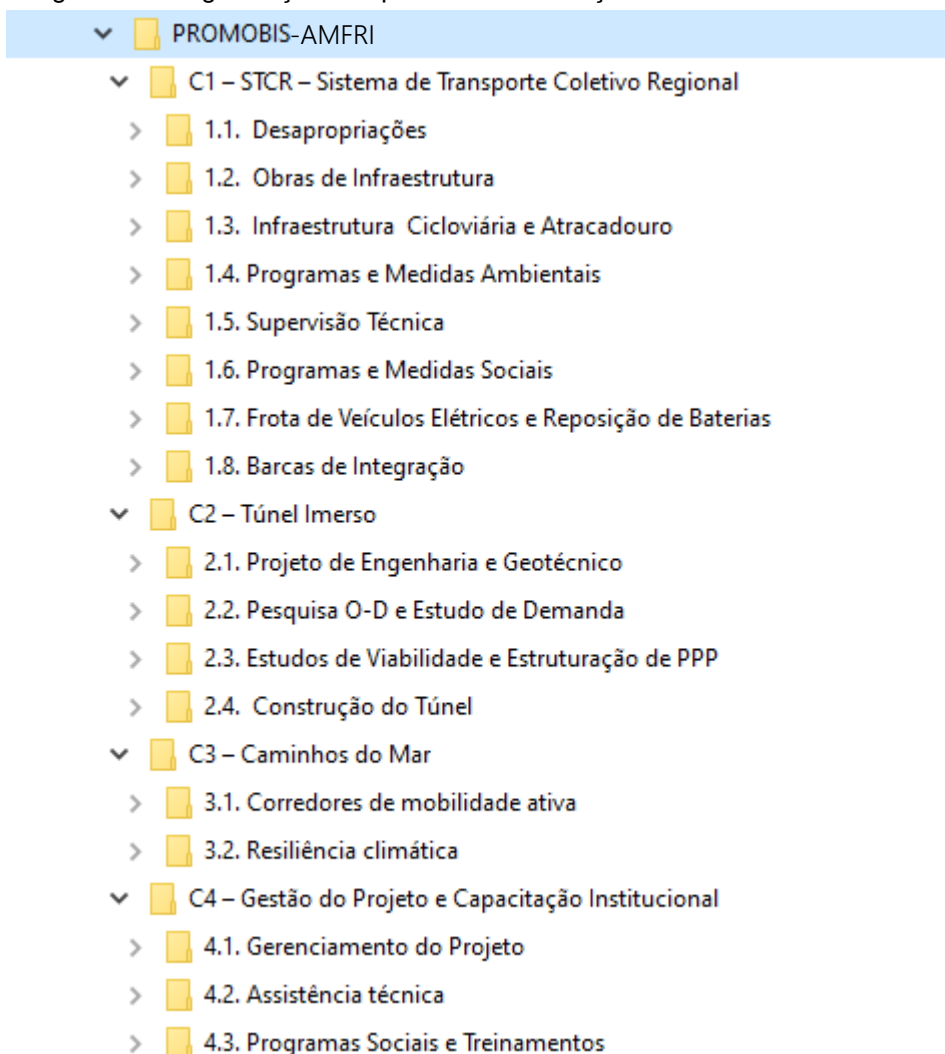 PROMOBIS-AMFRI
C1 – STCR – Sistema de Transporte Coletivo Regional
1.1. Desapropriações
1.2. Obras de Infraestrutura
1.3. Infraestrutura Cicloviária e Atracadouro
1.4. Programas e Medidas Ambientais
1.5. Supervisão Técnica
1.6. Programas e Medidas Sociais
1.7. Frota de Veículos Elétricos e Reposição de Baterias
1.8. Barcas de Integração
C2 – Túnel Imerso
2.1. Projeto de Engenharia e Geotécnico
2.2. Pesquisa O-D e Estudo de Demanda
2.3. Estudos de Viabilidade e Estruturação de PPP
2.4. Construção do Túnel
C3 – Caminhos do Mar
3.1. Corredores de mobilidade ativa
3.2. Resiliência climática
C4 – Gestão do Projeto e Capacitação Institucional
4.1. Gerenciamento do Projeto
4.2. Assistência técnica
4.3. Programas Sociais e Treinamentos